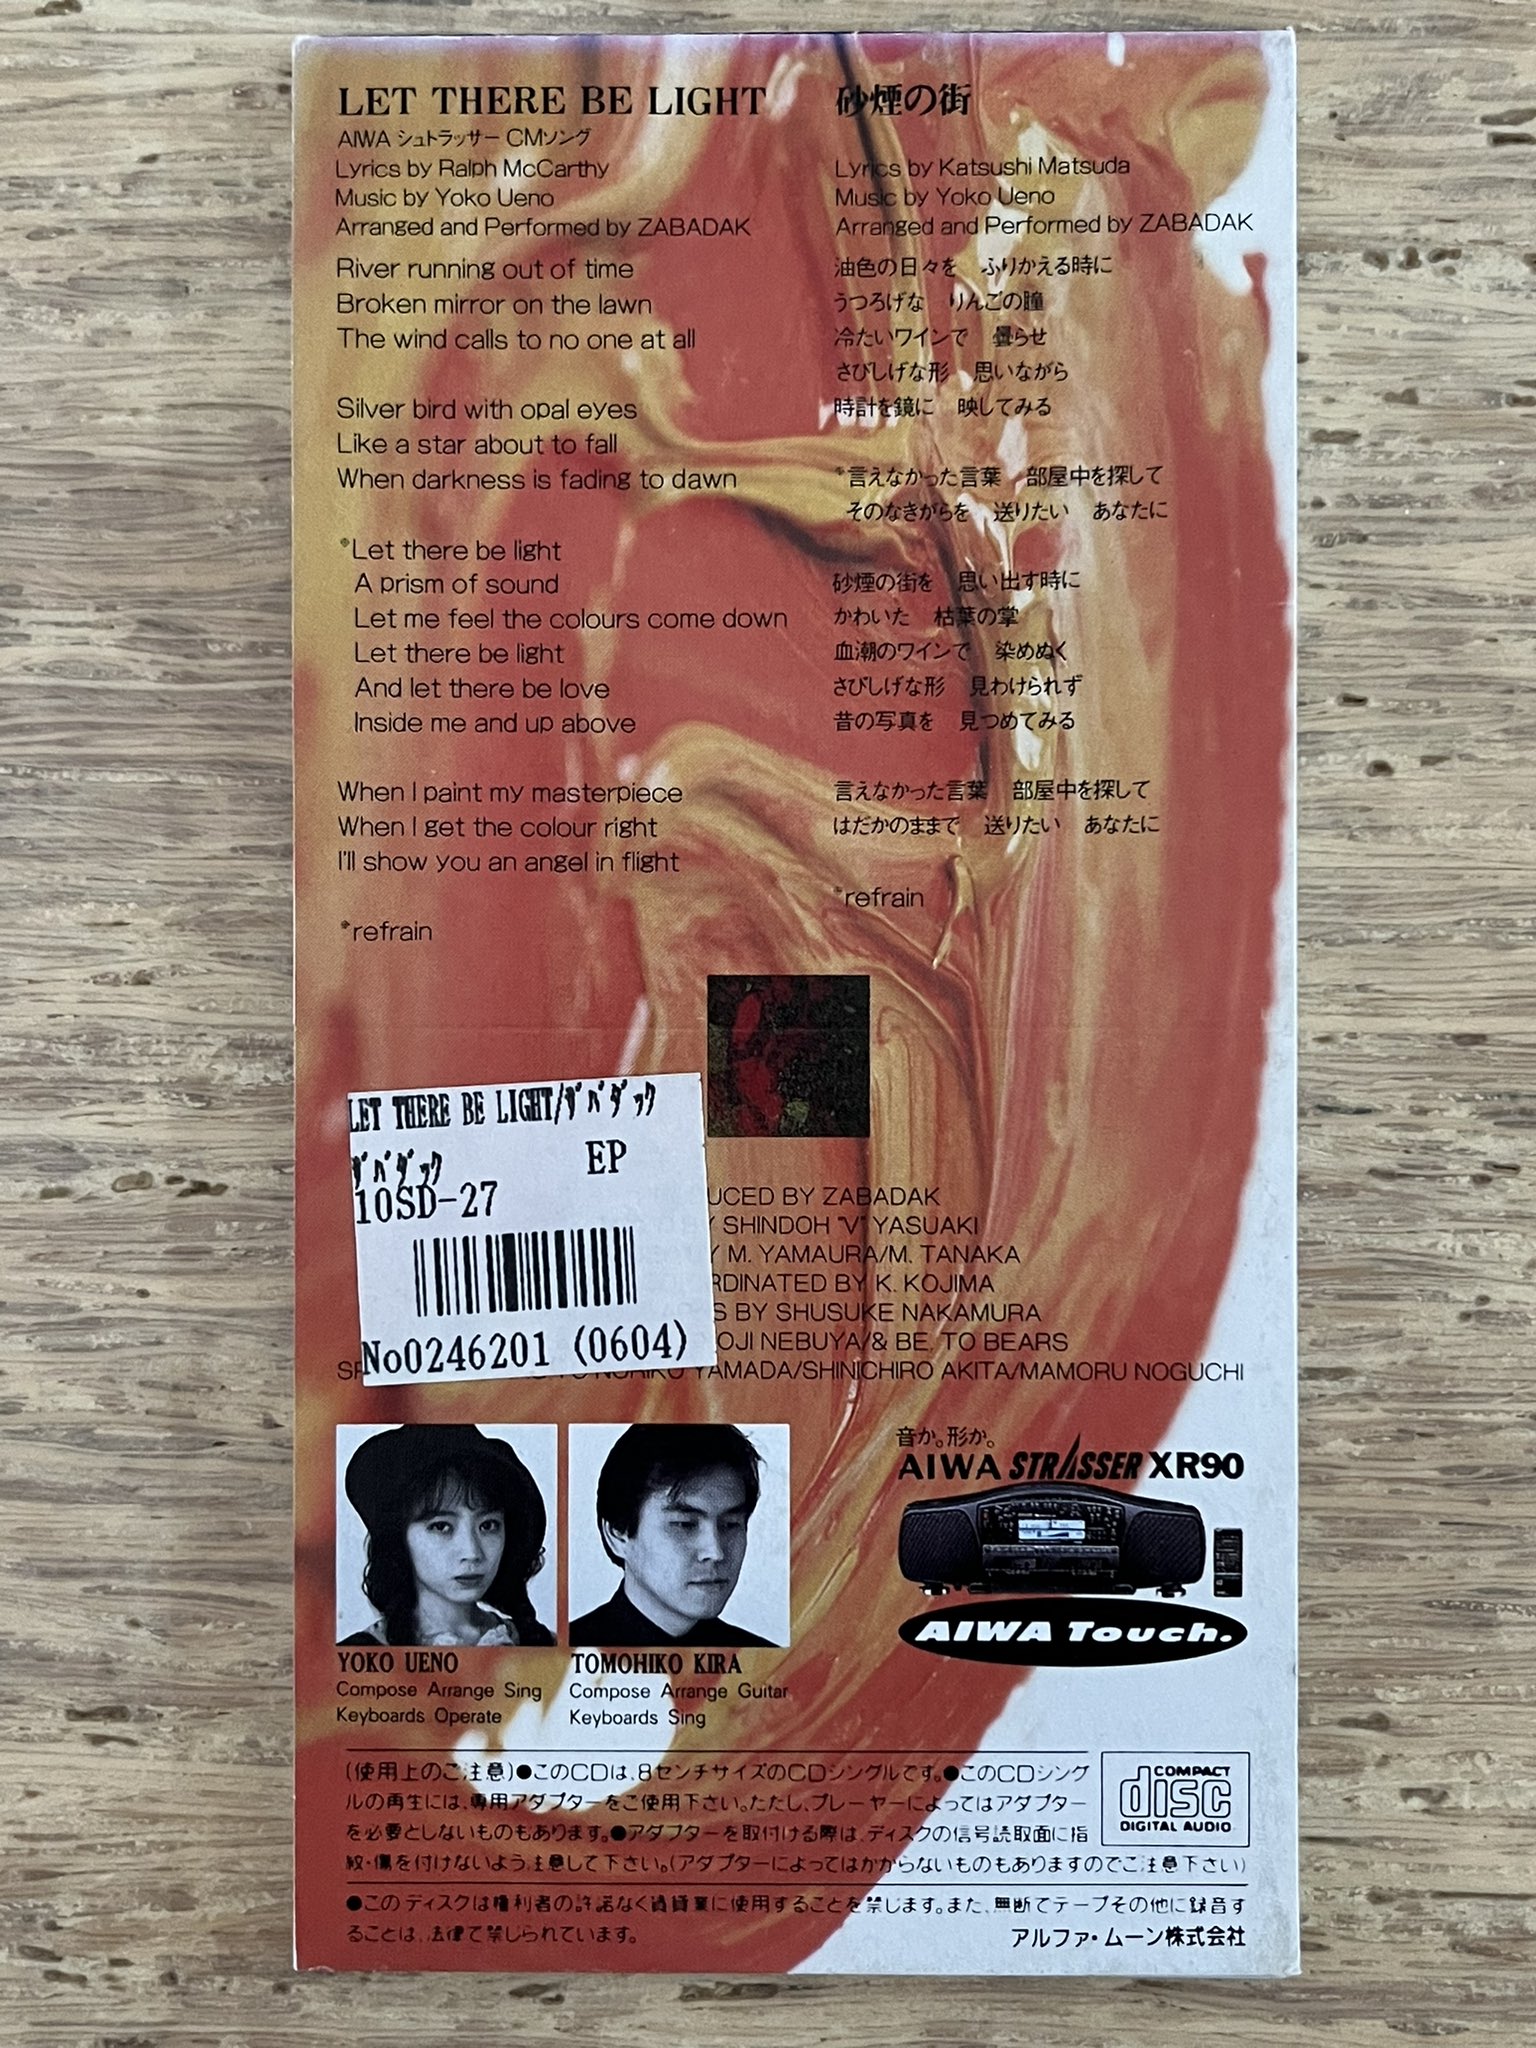 LET THERE BE LIGHT
AIWA シュトラッサー CMソング
Lyrics by Ralph McCarthy
Music by Yoko Ueno
Arranged and Performed by ZABADAK
River running out of time
Broken mirror on the lawn
The wind calls to no one at all
Silver bird with opal eyes
Like a star about to fall
When darkness is fading to dawn
*Let there be light
A prism of sound
Let me feel the colours come down
Let there be light
And let there be love
Inside me and up above
When I paint my masterpiece
When I get the colour right
I'll show you an angel in flight
*refrain
砂煙の街
Lyrics by Katsushi Matsuda
Music by Yoko Ueno
Arranged and Performed by ZABADAK
油色の日々を　ふりかえる時に
うつろげな　りんごの瞳
冷たいワインで　曇らせ
さびしげな形　思いながら
時計を鏡に　映してみる
*言えなかった言葉　部屋中を探して
そのなきがらを　送りたい　あなたに
砂煙の街を　思い出す時に
かわいた　枯葉の掌
血潮のワインで　染めぬく
さびしげな形　見わけられず
昔の写真を　見つめてみる
言えなかった言葉　部屋中を探して
はだかのままで　送りたい　あなたに
*refrain
LET THERE BE LIGHT/ザバダック
ザバダック EP
10SD-27
No0246201 (0604)
BY ZABADAK
SHINDOH "V" YASUAKI
M. YAMAURA/M. TANAKA
BY K. KOJIMA
BY SHUSUKE NAKAMURA
NEBUYA/& BE. TO BEARS
NORIKO YAMADA/SHINICHIRO AKITA/MAMORU NOGUCHI
YOKO UENO
Compose Arrange Sing
Keyboards Operate
TOMOHIKO KIRA
Compose Arrange Guitar
Keyboards Sing
音か。形か。
AIWA STRASSER XR90
AIWA Touch.
(使用上のご注意)●このCDは、8センチサイズのCDシングルです。●このCDシング
ルの再生には、専用アダプターをご使用下さい。ただし、プレーヤーによってはアダプター
を必要としないものもあります。●アダプターを取付ける際は、ディスクの信号読取面に指
紋・傷を付けないよう注意して下さい。(アダプターによってはかからないものもありますのでご注意下さい)
COMPACT
disc
DIGITAL AUDIO
●このディスクは権利者の許諾なく賃貸業に使用することを禁じます。また、無断でテープその他に録音す
ることは、法律で禁じられています。
アルファ・ムーン株式会社